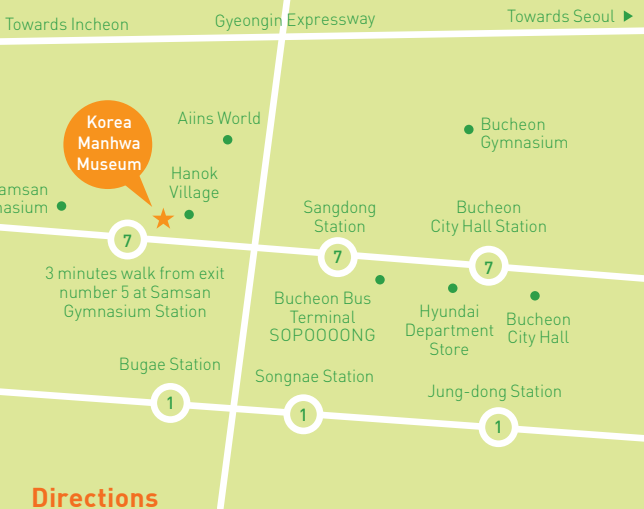 Towards Incheon
Gyeongin Expressway
Towards Seoul
Korea
Manhwa
Museum
Aiins World
Bucheon
Gymnasium
Hanok
Village
amsan
nasium
Sangdong
Station
Bucheon
City Hall Station
7
7
7
3 minutes walk from exit
number 5 at Samsan
Gymnasium Station
Bucheon Bus
Terminal
SOPOOOONG
Hyundai
Department
Store
Bucheon
City Hall
Bugae Station
Songnae Station
Jung-dong Station
1
1
1
Directions